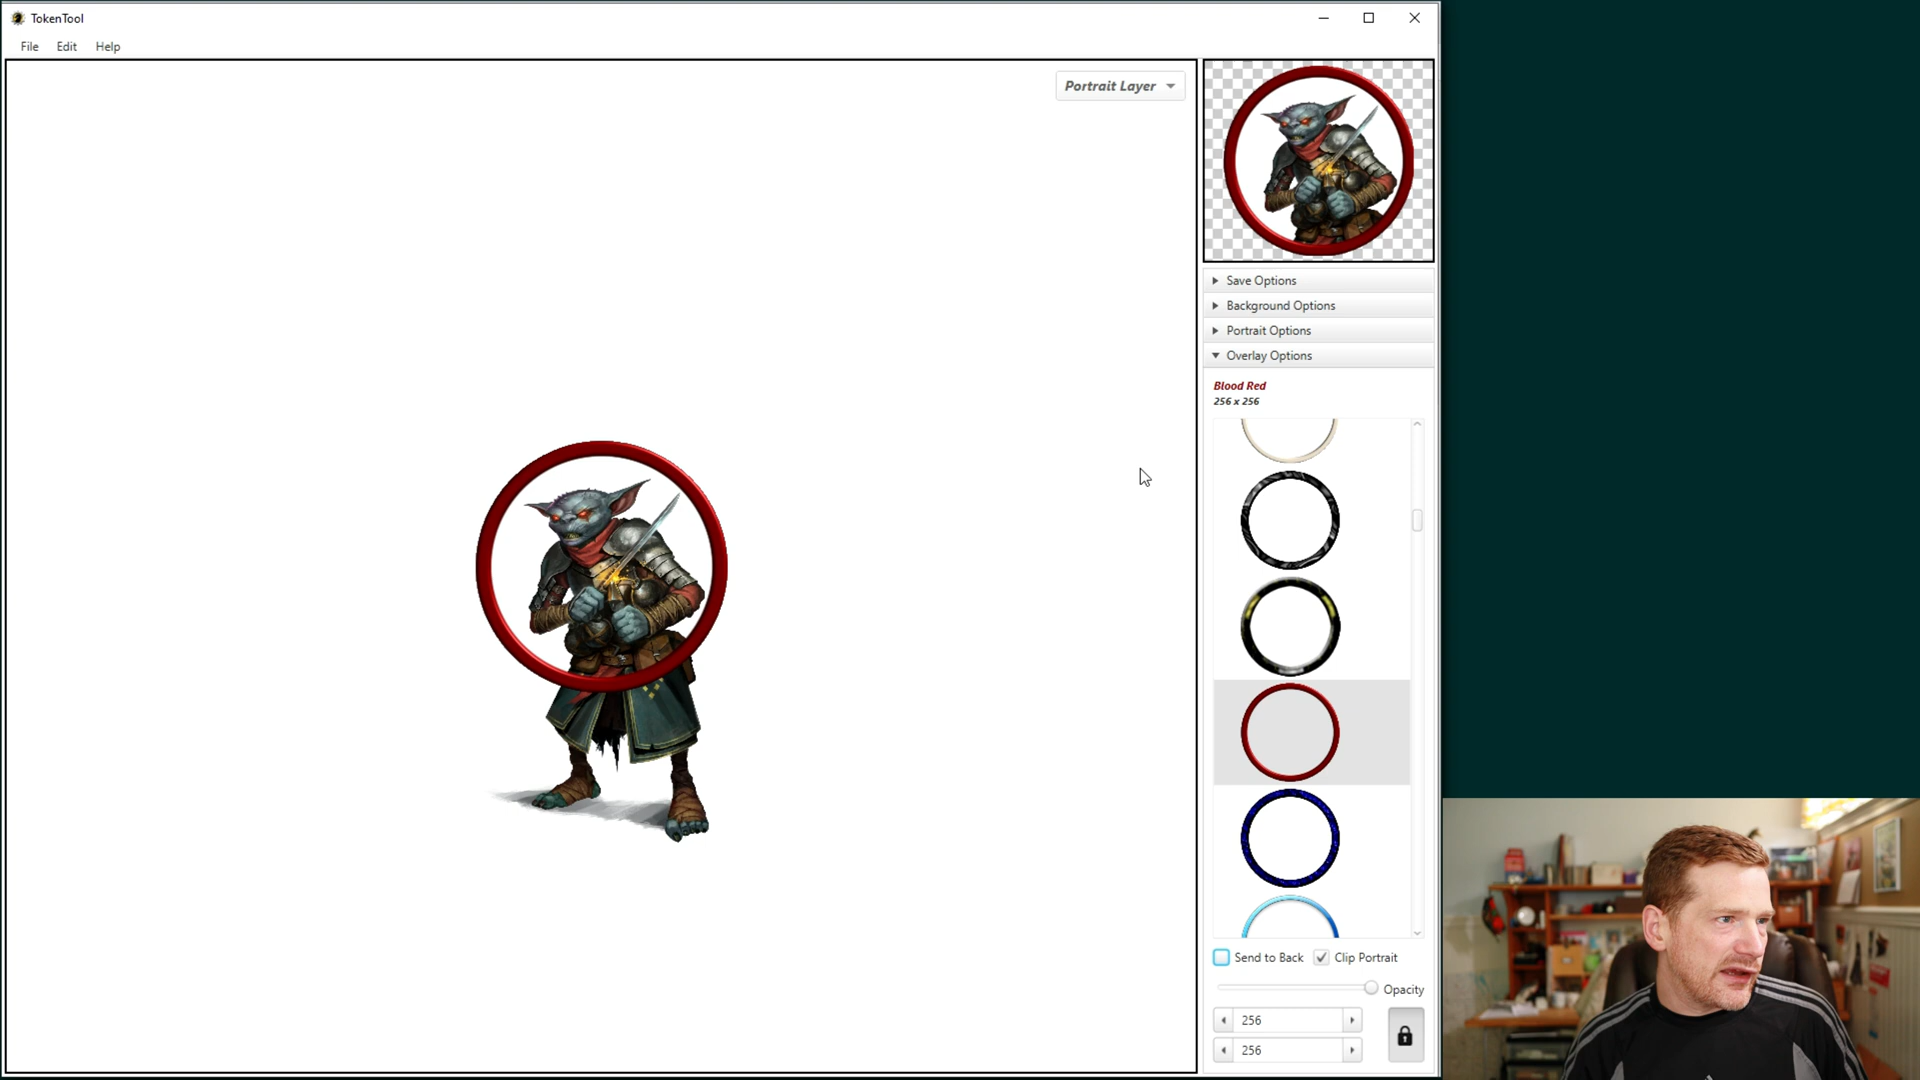 TokenTool
File Edit Help
Portrait Layer
Save Options
Background Options
Portrait Options
Overlay Options
Blood Red
256 x 256
Send to Back Clip Portrait
Opacity
256
256